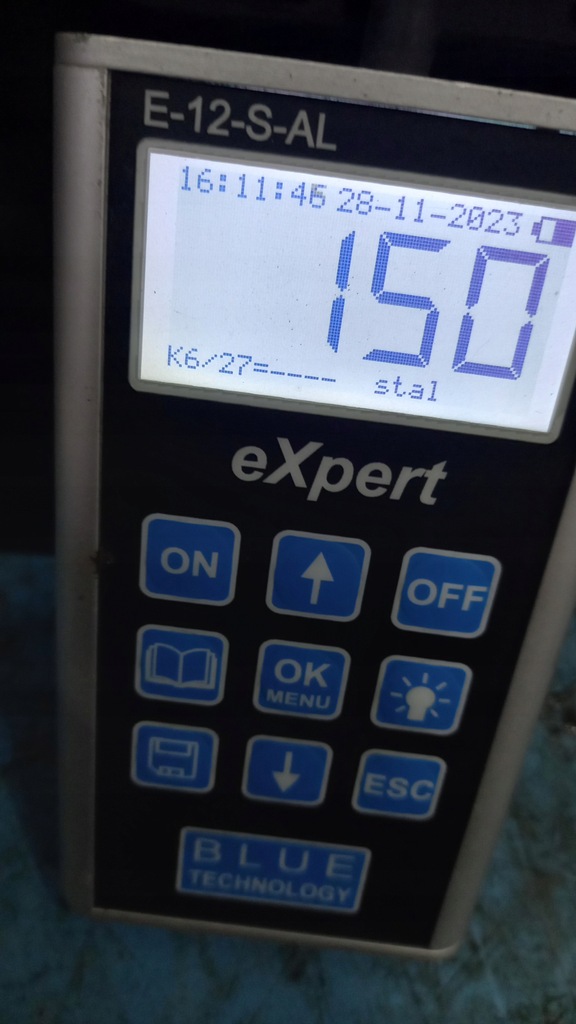 E-12-S-AL
16:11:46 28-11-2023
150
K6/27=---- stal
eXpert
ON OFF
OK
MENU
ESC
BLUE
TECHNOLOGY